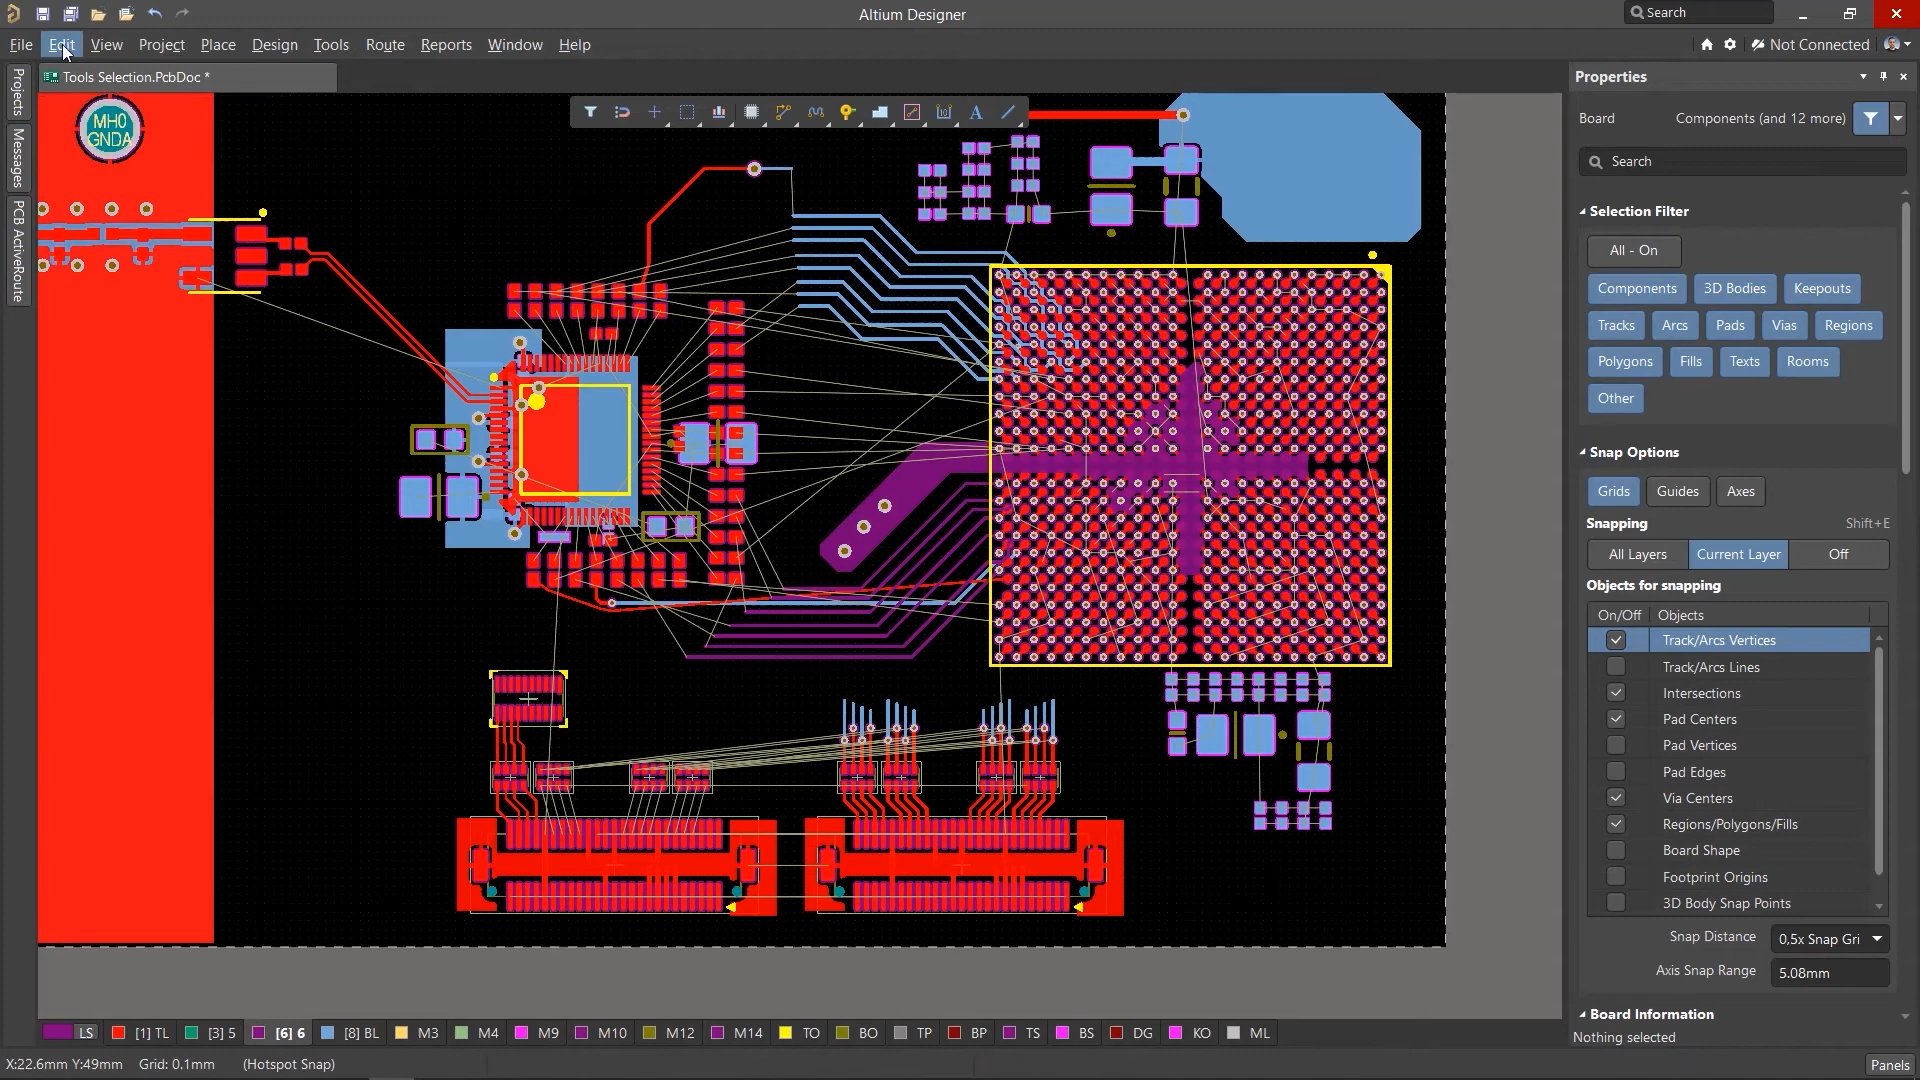 Altium Designer
Search
File Edit View Project Place Design Tools Route Reports Window Help
Not Connected
Projects
Messages
PCB ActiveRoute
Tools Selection.PcbDoc *
MH0
GNDA
Properties
Board Components (and 12 more)
Search
Selection Filter
All - On
Components 3D Bodies Keepouts
Tracks Arcs Pads Vias Regions
Polygons Fills Texts Rooms
Other
Snap Options
Grids Guides Axes
Snapping Shift+E
All Layers Current Layer Off
Objects for snapping
On/Off Objects
Track/Arcs Vertices
Track/Arcs Lines
Intersections
Pad Centers
Pad Vertices
Pad Edges
Via Centers
Regions/Polygons/Fills
Board Shape
Footprint Origins
3D Body Snap Points
Snap Distance 0,5x Snap Gri
Axis Snap Range 5.08mm
Board Information
Nothing selected
LS [1] TL [3] 5 [6] 6 [8] BL M3 M4 M9 M10 M12 M14 TO BO TP BP TS BS DG KO ML
X:22.6mm Y:49mm Grid: 0.1mm (Hotspot Snap)
Panels